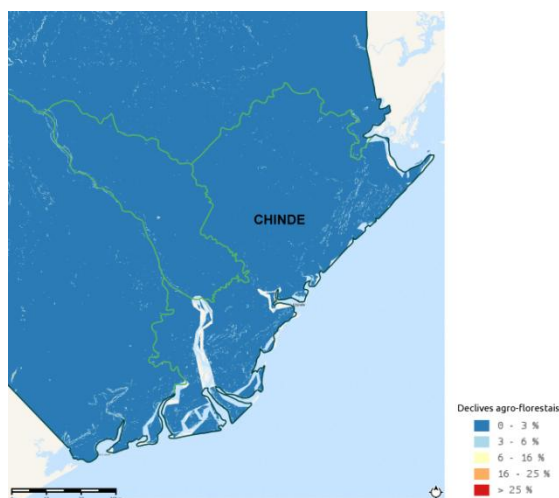 CHINDE
Declives agro-florestais
0 - 3 %
3 - 6 %
6 - 16 %
16 - 25 %
> 25 %